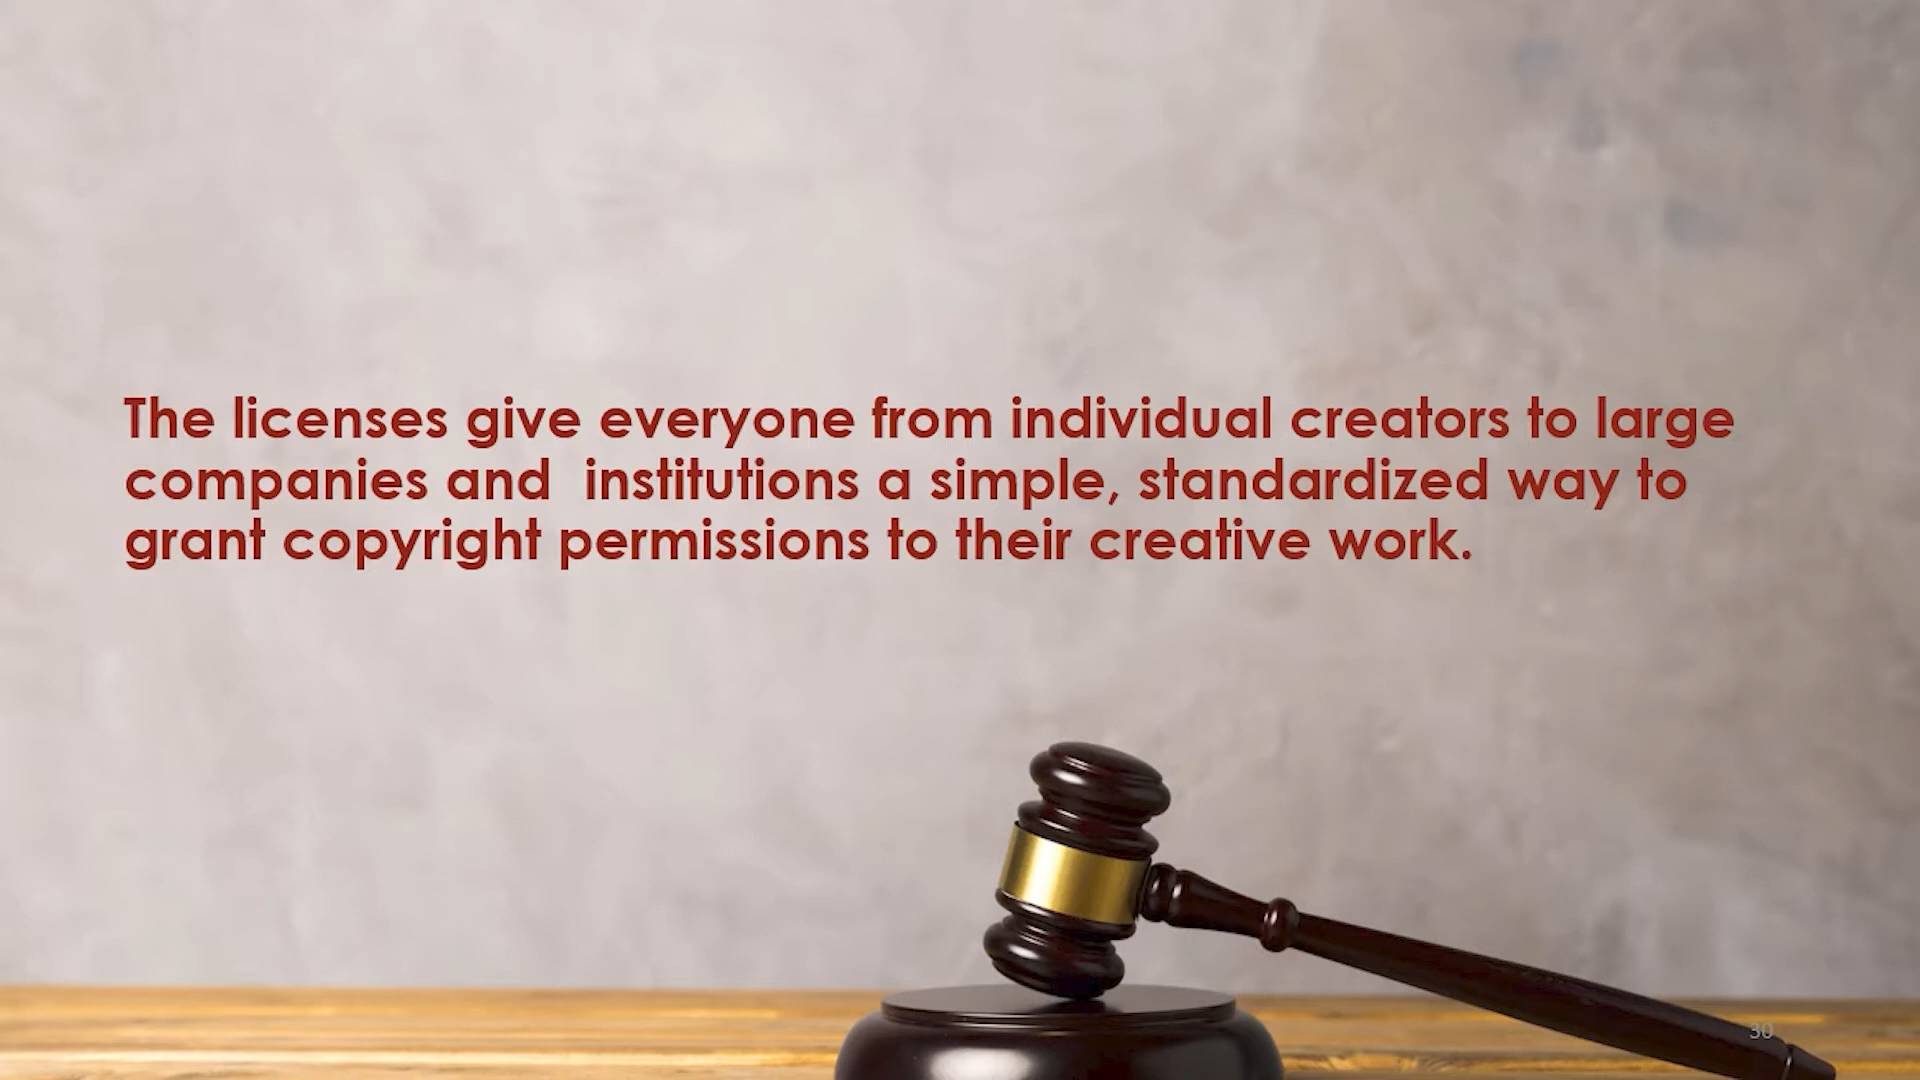 The licenses give everyone from individual creators to large
companies and  institutions a simple, standardized way to
grant copyright permissions to their creative work.
30